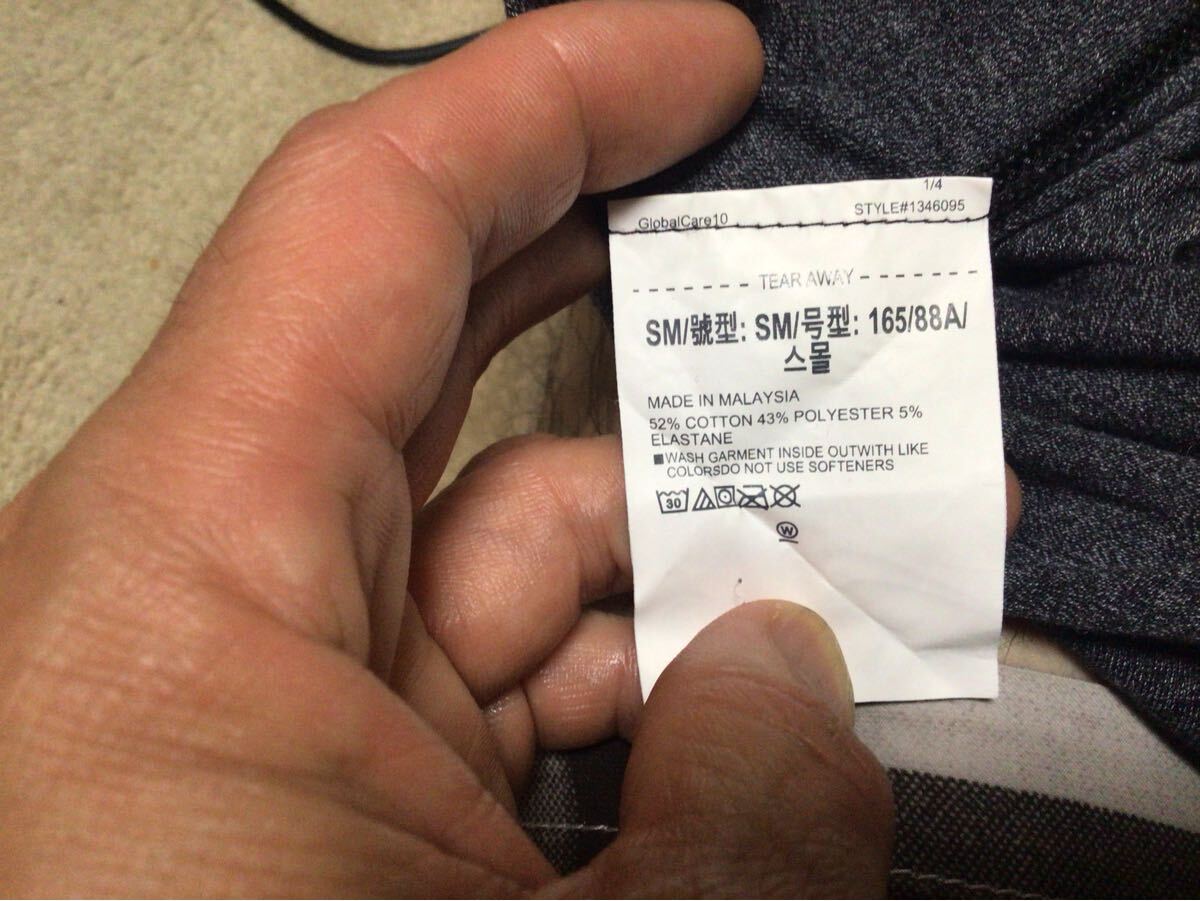 1/4
GlobalCare10 STYLE#1346095
TEAR AWAY
SM/號型: SM/号型: 165/88A/
스몰
MADE IN MALAYSIA
52% COTTON 43% POLYESTER 5%
ELASTANE
■WASH GARMENT INSIDE OUTWITH LIKE
COLORSDO NOT USE SOFTENERS
30
W